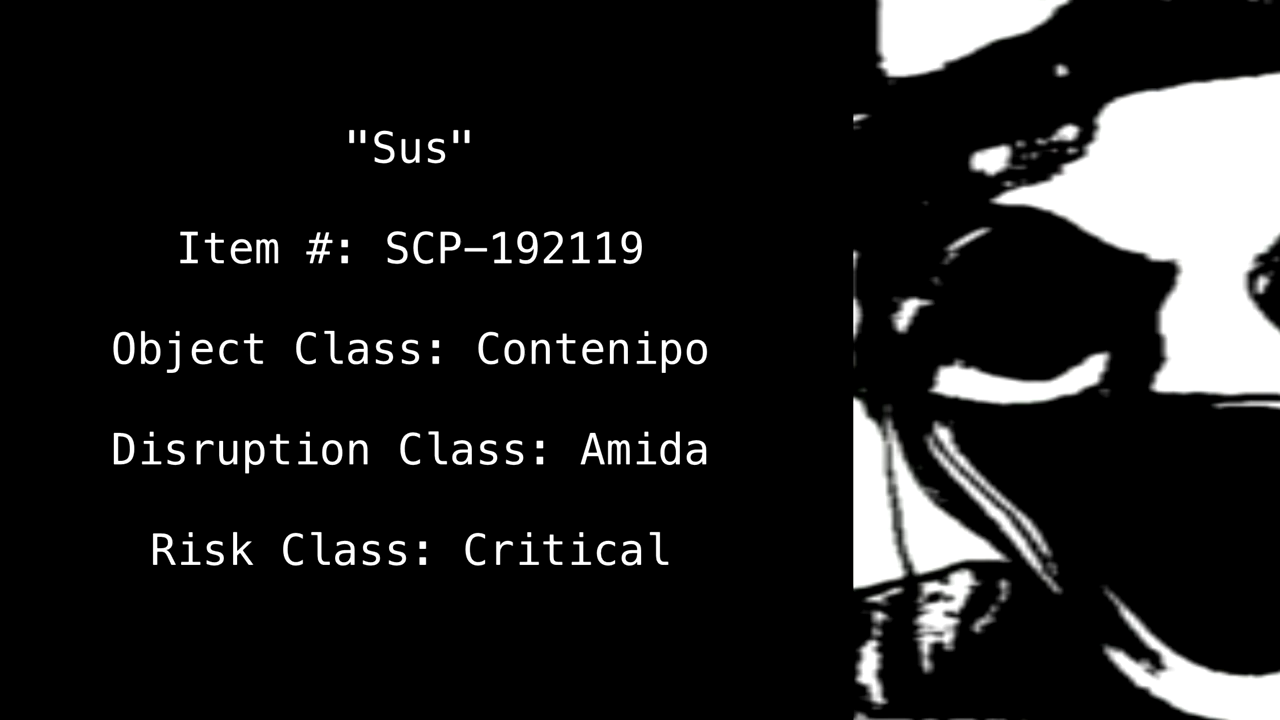 "Sus"
Item #: SCP–192119
Object Class: Contenipo
Disruption Class: Amida
Risk Class: Critical